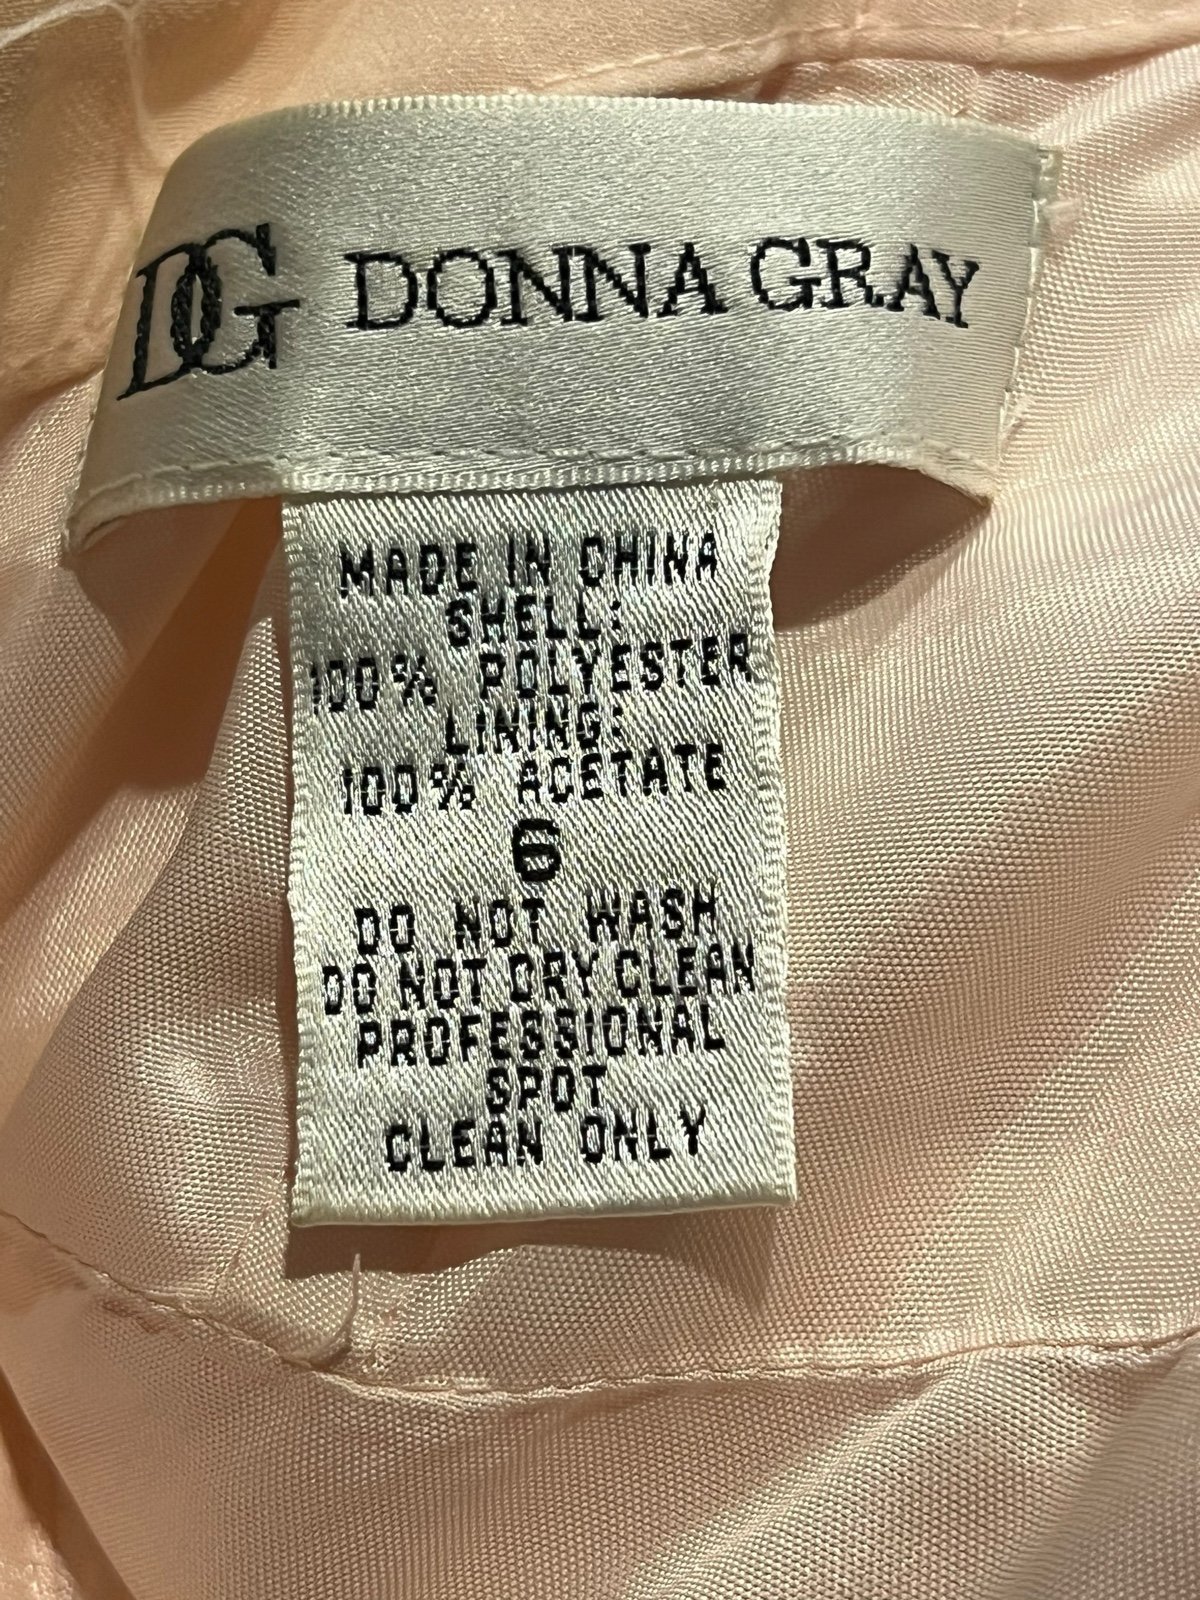 DG DONNA GRAY
MADE IN CHINA
SHELL:
100% POLYESTER
LINING:
100% ACETATE
6
DO NOT WASH
DO NOT DRY CLEAN
PROFESSIONAL
SPOT
CLEAN ONLY